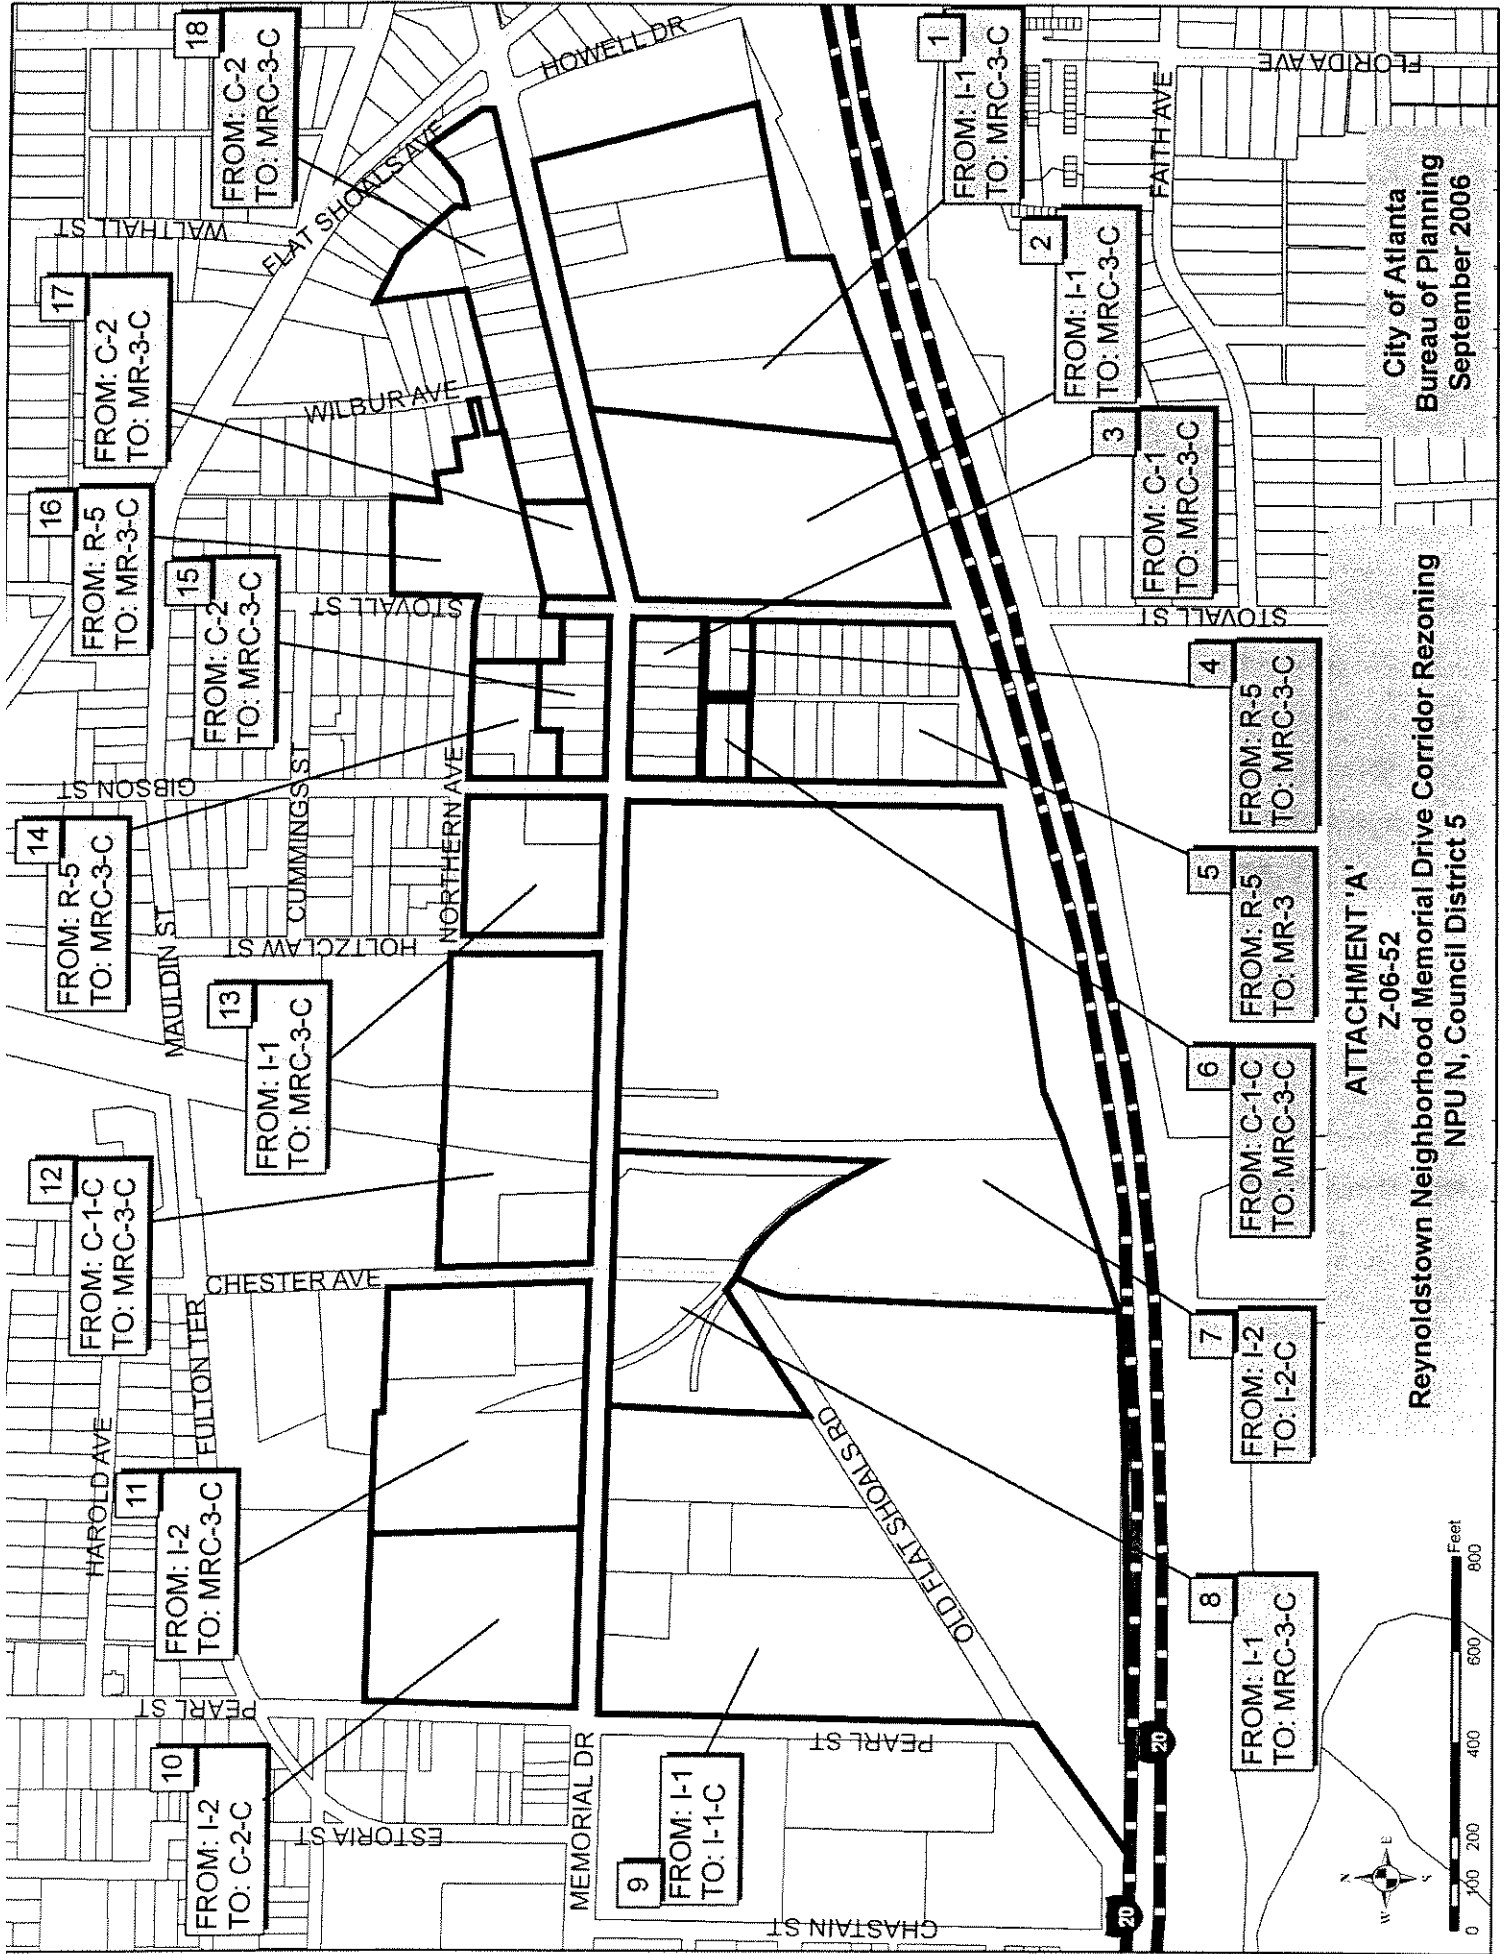 10
FROM: I-2
TO: C-2-C
11
FROM: I-2
TO: MRC-3-C
12
FROM: C-1-C
TO: MRC-3-C
13
FROM: I-1
TO: MRC-3-C
14
FROM: R-5
TO: MRC-3-C
15
FROM: C-2
TO: MRC-3-C
16
FROM: R-5
TO: MR-3-C
17
FROM: C-2
TO: MR-3-C
18
FROM: C-2
TO: MRC-3-C
HAROLD AVE
FULTON TER
CHESTER AVE
PEARL ST
ESTORIA ST
MAULDIN ST
HOLTZCLAW ST
CUMMINGS ST
NORTHERN AVE
GIBSON ST
STOVALL ST
WILBUR AVE
WALTHALL ST
FLAT SHOALS AVE
HOWELL DR
MEMORIAL DR
PEARL ST
CHASTAIN ST
OLD FLAT SHOALS RD
20
20
STOVALL ST
FAITH AVE
FLORIDA AVE
9
FROM: I-1
TO: I-1-C
8
FROM: I-1
TO: MRC-3-C
7
FROM: I-2
TO: I-2-C
6
FROM: C-1-C
TO: MRC-3-C
5
FROM: R-5
TO: MR-3
4
FROM: R-5
TO: MRC-3-C
3
FROM: C-1
TO: MRC-3-C
2
FROM: I-1
TO: MRC-3-C
1
FROM: I-1
TO: MRC-3-C
N
W E
S
0 100 200 400 600 800
Feet
ATTACHMENT 'A'
Z-06-52
Reynoldstown Neighborhood Memorial Drive Corridor Rezoning
NPU N, Council District 5
City of Atlanta
Bureau of Planning
September 2006